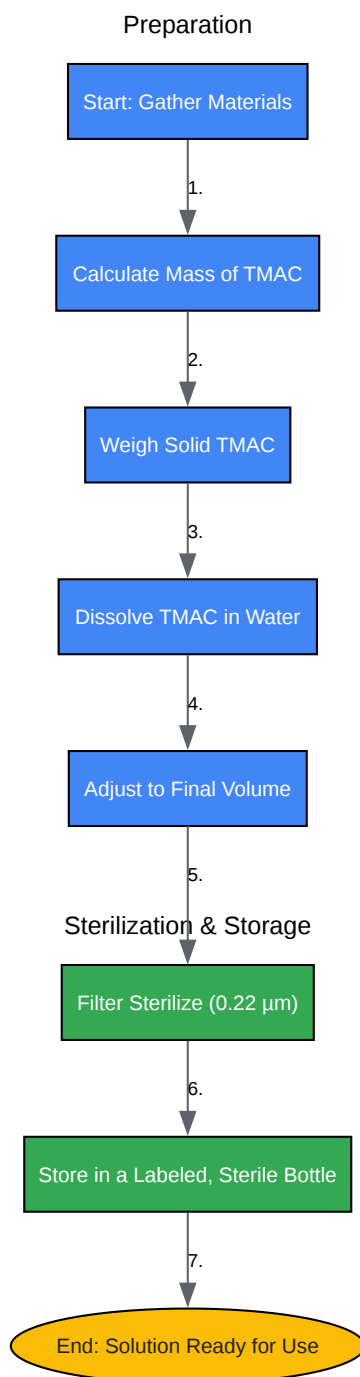 Preparation
Start: Gather Materials
1.
Calculate Mass of TMAC
2.
Weigh Solid TMAC
3.
Dissolve TMAC in Water
4.
Adjust to Final Volume
5.
Sterilization & Storage
Filter Sterilize (0.22 µm)
6.
Store in a Labeled, Sterile Bottle
7.
End: Solution Ready for Use